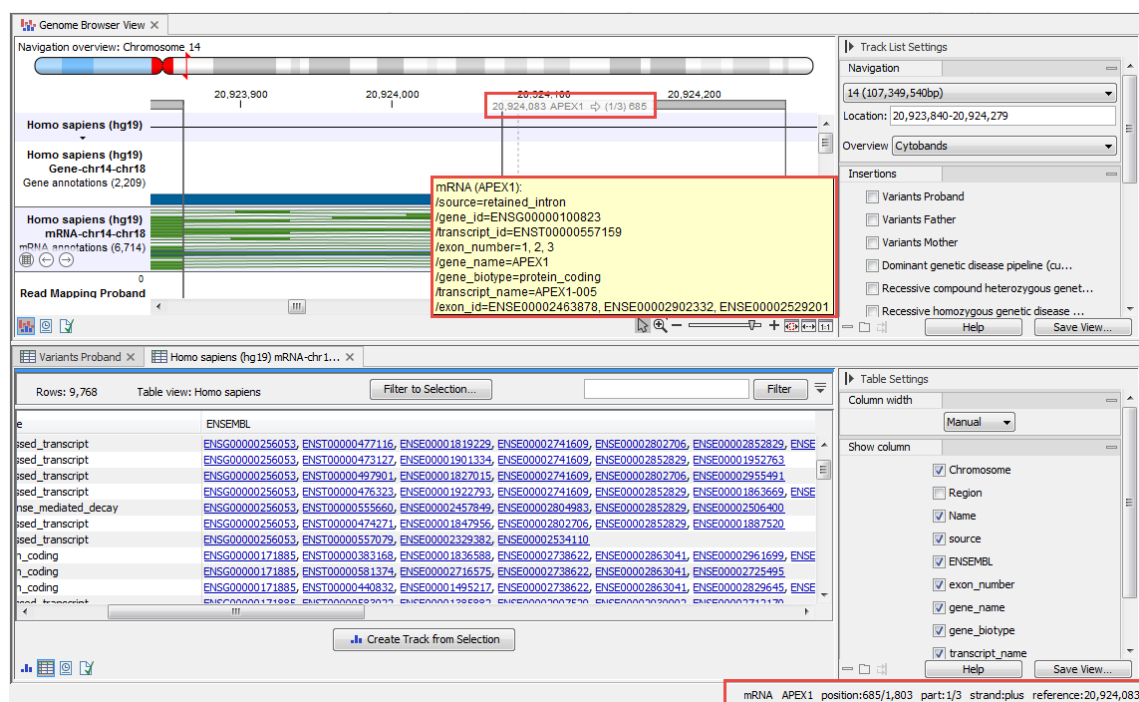 Genome Browser View
Navigation overview: Chromosome 14
20,923,900
20,924,000
20,924,100
20,924,200
20,924,083 APEX1 ⇨ (1/3) 685
Homo sapiens (hg19)
Homo sapiens (hg19)
Gene-chr14-chr18
Gene annotations (2,209)
Homo sapiens (hg19)
mRNA-chr14-chr18
mRNA annotations (6,714)
0
Read Mapping Proband
mRNA (APEX1):
/source=retained_intron
/gene_id=ENSG00000100823
/transcript_id=ENST00000557159
/exon_number=1, 2, 3
/gene_name=APEX1
/gene_biotype=protein_coding
/transcript_name=APEX1-005
/exon_id=ENSE00002463878, ENSE00002902332, ENSE00002529201
1:1
Track List Settings
Navigation
14 (107,349,540bp)
Location: 20,923,840-20,924,279
Overview Cytobands
Insertions
Variants Proband
Variants Father
Variants Mother
Dominant genetic disease pipeline (cu...
Recessive compound heterozygous genet...
Recessive homozygous genetic disease ...
Help Save View...
Variants Proband
Homo sapiens (hg19) mRNA-chr1...
Rows: 9,768 Table view: Homo sapiens Filter to Selection... Filter
e ENSEMBL
ssed_transcript ENSG00000256053, ENST00000477116, ENSE00001819229, ENSE00002741609, ENSE00002802706, ENSE00002852829, ENSE
ssed_transcript ENSG00000256053, ENST00000473127, ENSE00001901334, ENSE00002741609, ENSE00002852829, ENSE00001952763
ssed_transcript ENSG00000256053, ENST00000497901, ENSE00001827015, ENSE00002741609, ENSE00002802706, ENSE00002955491
ssed_transcript ENSG00000256053, ENST00000476323, ENSE00001922793, ENSE00002741609, ENSE00002852829, ENSE00001863669, ENSE
nse_mediated_decay ENSG00000256053, ENST00000555660, ENSE00002457849, ENSE00002804983, ENSE00002852829, ENSE00002506400
ssed_transcript ENSG00000256053, ENST00000474271, ENSE00001847956, ENSE00002802706, ENSE00002852829, ENSE00001887520
ssed_transcript ENSG00000256053, ENST00000557079, ENSE00002329382, ENSE00002534110
n_coding ENSG00000171885, ENST00000383168, ENSE00001836588, ENSE00002738622, ENSE00002863041, ENSE00002961699, ENSE
n_coding ENSG00000171885, ENST00000581374, ENSE00002716575, ENSE00002738622, ENSE00002863041, ENSE00002725495
n_coding ENSG00000171885, ENST00000440832, ENSE00001495217, ENSE00002738622, ENSE00002863041, ENSE00002829645, ENSE
Create Track from Selection
Table Settings
Column width
Manual
Show column
Chromosome
Region
Name
source
ENSEMBL
exon_number
gene_name
gene_biotype
transcript_name
Help Save View...
mRNA APEX1 position:685/1,803 part:1/3 strand:plus reference:20,924,083